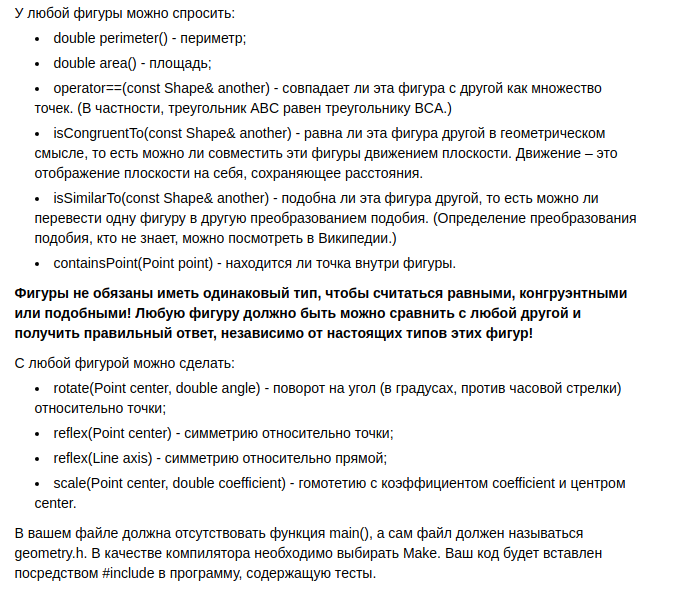 У любой фигуры можно спросить:
• double perimeter() - периметр;
• double area() - площадь;
• operator==(const Shape& another) - совпадает ли эта фигура с другой как множество
точек. (В частности, треугольник ABC равен треугольнику BCA.)
• isCongruentTo(const Shape& another) - равна ли эта фигура другой в геометрическом
смысле, то есть можно ли совместить эти фигуры движением плоскости. Движение – это
отображение плоскости на себя, сохраняющее расстояния.
• isSimilarTo(const Shape& another) - подобна ли эта фигура другой, то есть можно ли
перевести одну фигуру в другую преобразованием подобия. (Определение преобразования
подобия, кто не знает, можно посмотреть в Википедии.)
• containsPoint(Point point) - находится ли точка внутри фигуры.
Фигуры не обязаны иметь одинаковый тип, чтобы считаться равными, конгруэнтными
или подобными! Любую фигуру должно быть можно сравнить с любой другой и
получить правильный ответ, независимо от настоящих типов этих фигур!
С любой фигурой можно сделать:
• rotate(Point center, double angle) - поворот на угол (в градусах, против часовой стрелки)
относительно точки;
• reflex(Point center) - симметрию относительно точки;
• reflex(Line axis) - симметрию относительно прямой;
• scale(Point center, double coefficient) - гомотетию с коэффициентом coefficient и центром
center.
В вашем файле должна отсутствовать функция main(), а сам файл должен называться
geometry.h. В качестве компилятора необходимо выбирать Make. Ваш код будет вставлен
посредством #include в программу, содержащую тесты.